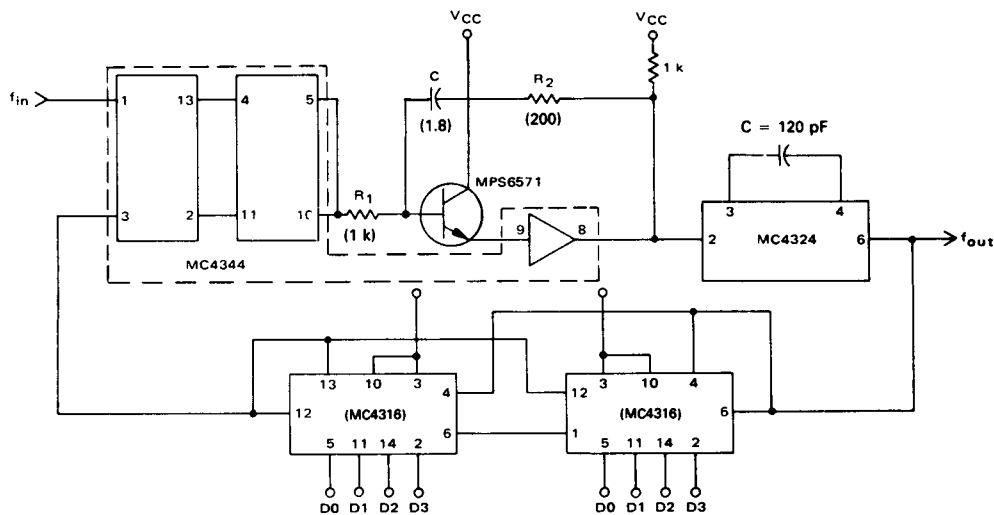 VCC
VCC
1 k
C
R2
(1.8)
(200)
C = 120 pF
fin
1
13
4
5
3
2
11
10
R1
(1 k)
MPS6571
9
8
MC4344
3
4
2
MC4324
6
fout
13
10
3
12
(MC4316)
4
6
5
11
14
2
D0
D1
D2
D3
3
10
4
12
(MC4316)
6
1
5
11
14
2
D0
D1
D2
D3